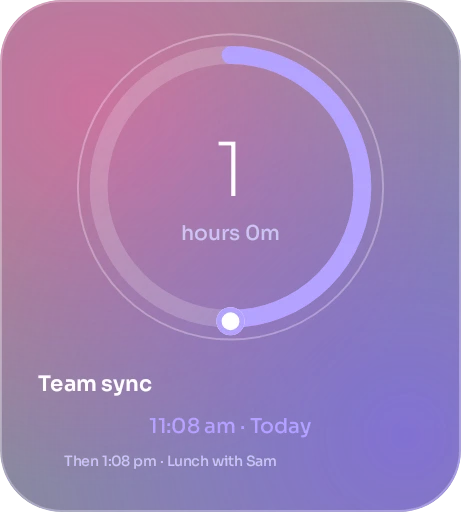 1
hours 0m
Team sync
11:08 am · Today
Then 1:08 pm · Lunch with Sam